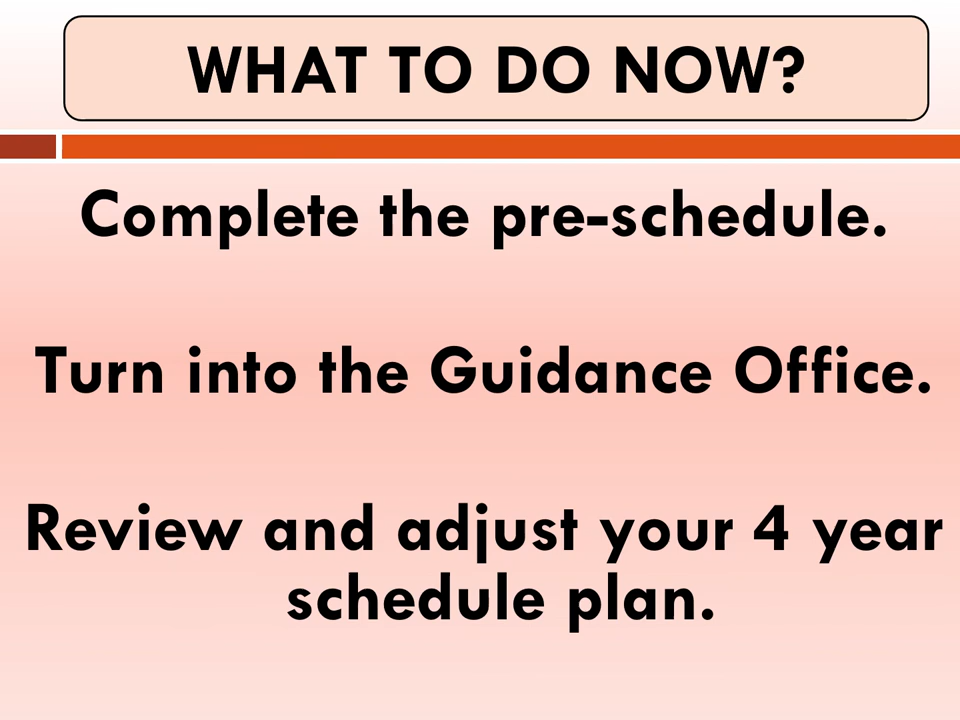 WHAT TO DO NOW?
Complete the pre-schedule.
Turn into the Guidance Office.
Review and adjust your 4 year
schedule plan.